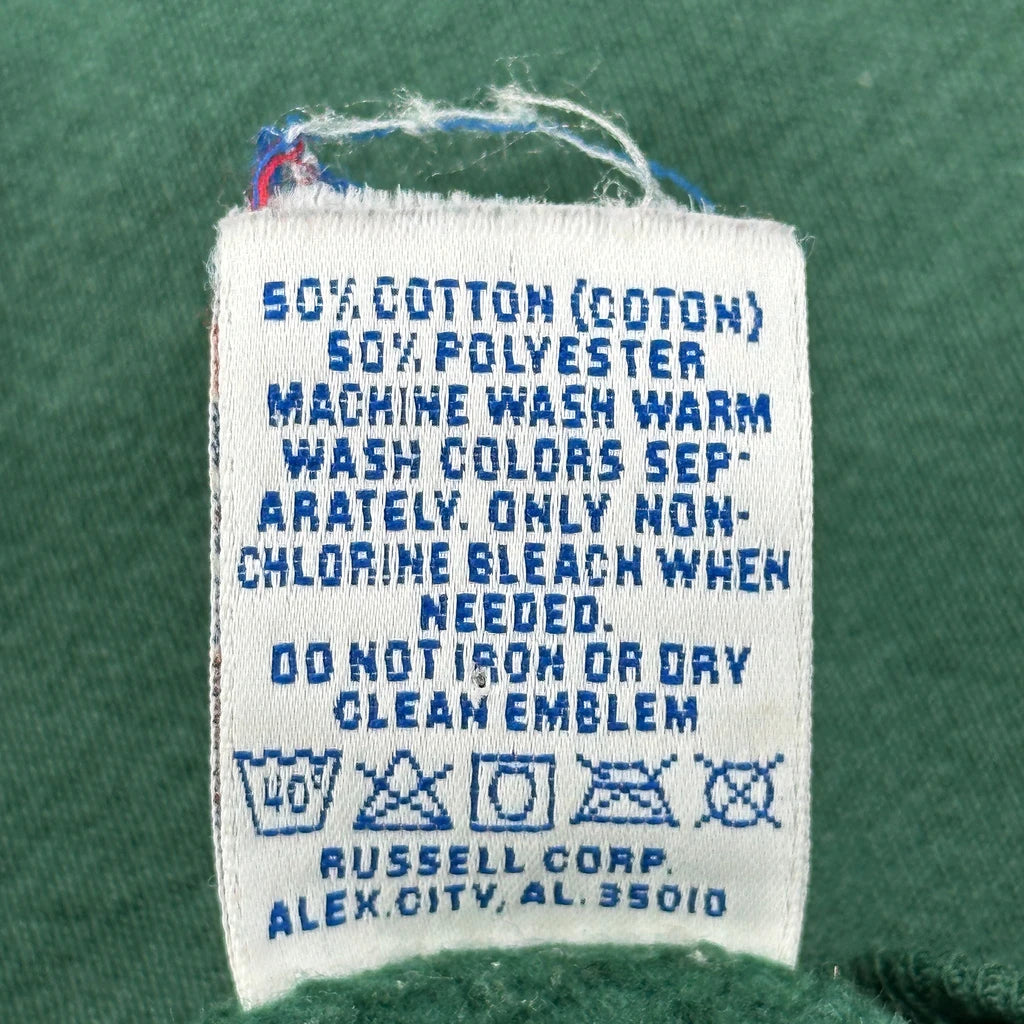 50% COTTON (COTON)
50% POLYESTER
MACHINE WASH WARM
WASH COLORS SEP-
ARATELY. ONLY NON-
CHLORINE BLEACH WHEN
NEEDED.
DO NOT IRON OR DRY
CLEAN EMBLEM
40°
RUSSELL CORP.
ALEX.CITY, AL. 35010